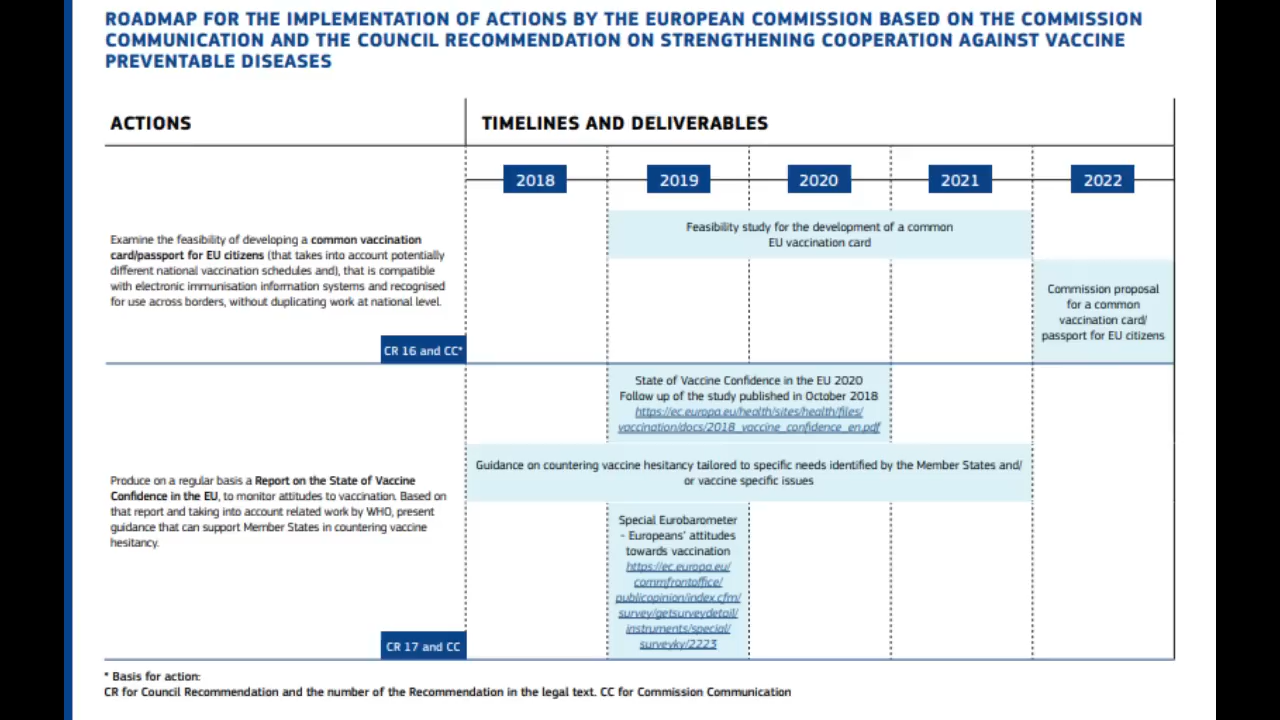 ROADMAP FOR THE IMPLEMENTATION OF ACTIONS BY THE EUROPEAN COMMISSION BASED ON THE COMMISSION
COMMUNICATION AND THE COUNCIL RECOMMENDATION ON STRENGTHENING COOPERATION AGAINST VACCINE
PREVENTABLE DISEASES
ACTIONS
TIMELINES AND DELIVERABLES
2018
2019
2020
2021
2022
Examine the feasibility of developing a common vaccination
card/passport for EU citizens (that takes into account potentially
different national vaccination schedules and), that is compatible
with electronic immunisation information systems and recognised
for use across borders, without duplicating work at national level.
CR 16 and CC*
Feasibility study for the development of a common
EU vaccination card
Commission proposal
for a common
vaccination card/
passport for EU citizens
Produce on a regular basis a Report on the State of Vaccine
Confidence in the EU, to monitor attitudes to vaccination. Based on
that report and taking into account related work by WHO, present
guidance that can support Member States in countering vaccine
hesitancy.
CR 17 and CC
State of Vaccine Confidence in the EU 2020
Follow up of the study published in October 2018
https://ec.europa.eu/health/sites/health/files/
vaccination/docs/2018_vaccine_confidence_en.pdf
Guidance on countering vaccine hesitancy tailored to specific needs identified by the Member States and/
or vaccine specific issues
Special Eurobarometer
- Europeans' attitudes
towards vaccination
https://ec.europa.eu/
commfrontoffice/
publicopinion/index.cfm/
survey/getsurveydetail/
instruments/special/
surveyky/2223
* Basis for action:
CR for Council Recommendation and the number of the Recommendation in the legal text. CC for Commission Communication